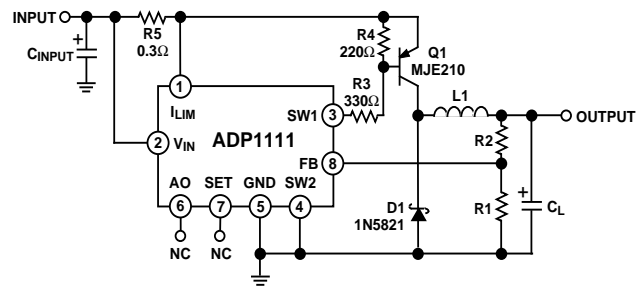 INPUT
R5
0.3Ω
R4
220Ω
Q1
MJE210
+
CINPUT
R3
330Ω
L1
1
ILIM
SW1
3
OUTPUT
2
VIN
ADP1111
R2
FB
8
AO
SET
GND
SW2
6
7
5
4
D1
1N5821
R1
+
CL
NC
NC